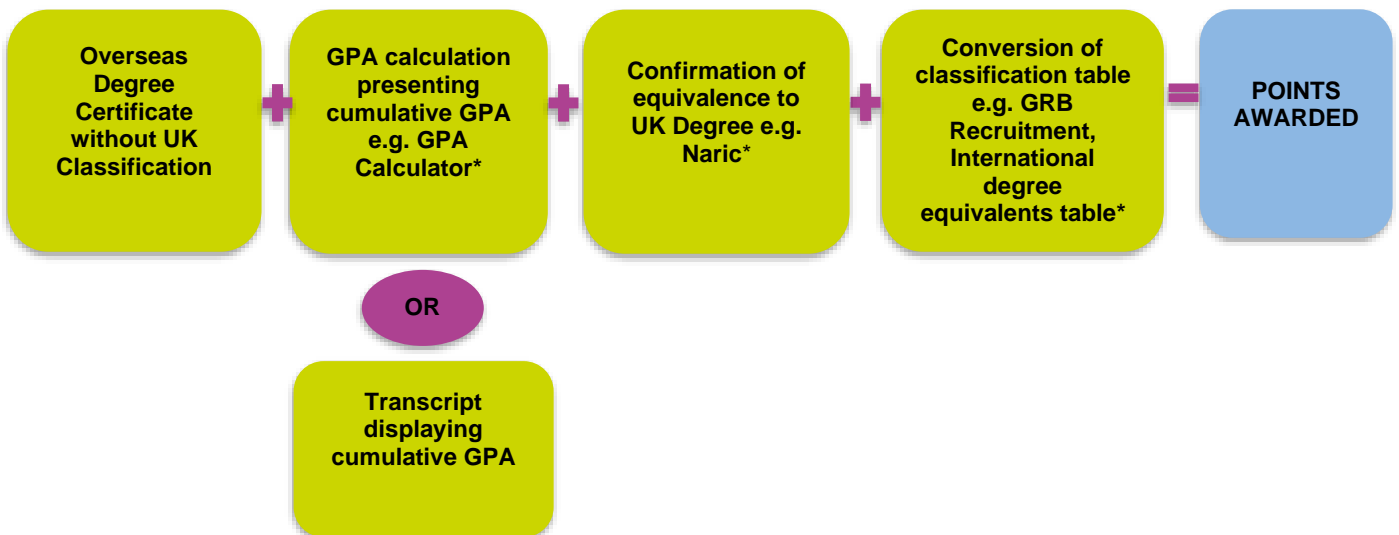 Overseas
Degree
Certificate
without UK
Classification
GPA calculation
presenting
cumulative GPA
e.g. GPA
Calculator*
Confirmation of
equivalence to
UK Degree e.g.
Naric*
Conversion of
classification table
e.g. GRB
Recruitment,
International
degree
equivalents table*
POINTS
AWARDED
OR
Transcript
displaying
cumulative GPA